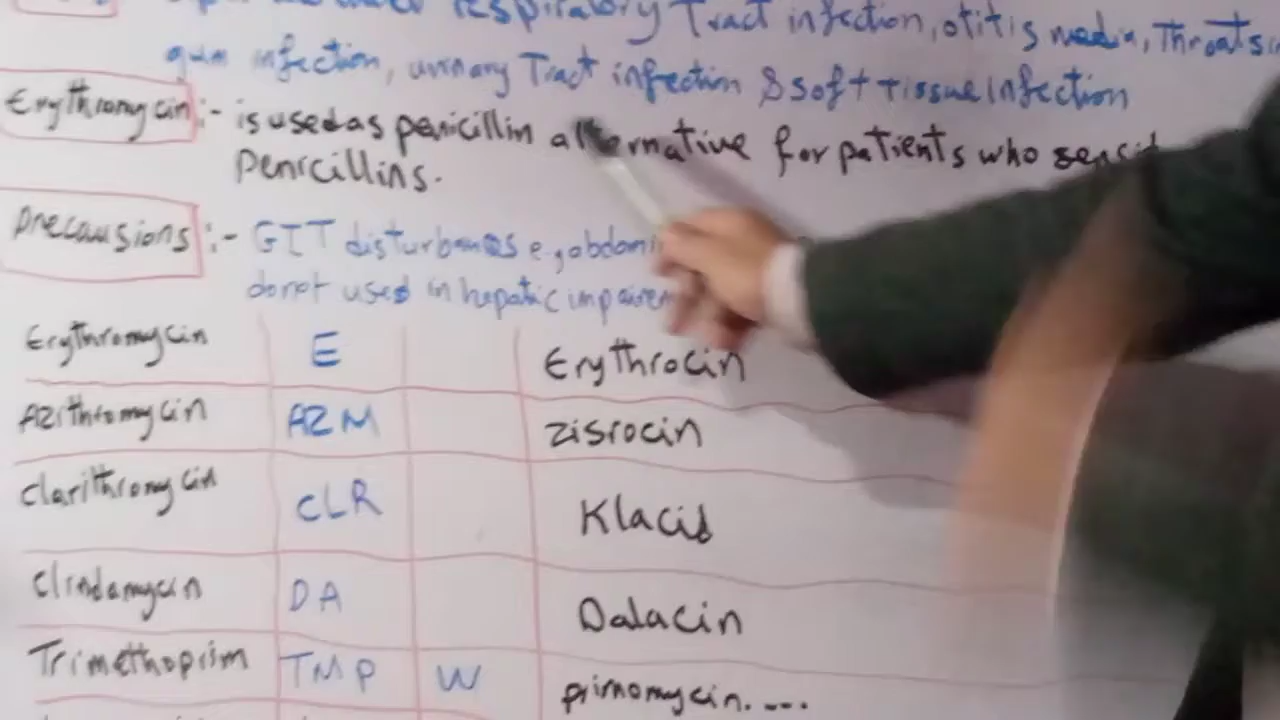 respiratory Tract infection, otitis media, Throat
gum infection, urinary Tract infection & soft tissue infection
Erythromycin :- is used as penicillin alternative for patients who
Penicillins.
precausions :- GIT disturbances e.g abdomi
donot used in hepatic impairem
Erythromycin E Erythrocin
Azithromycin AZM zisrocin
Clarithromycin CLR Klacid
Clindamycin DA Dalacin
Trimethoprim TMP W primomycin....